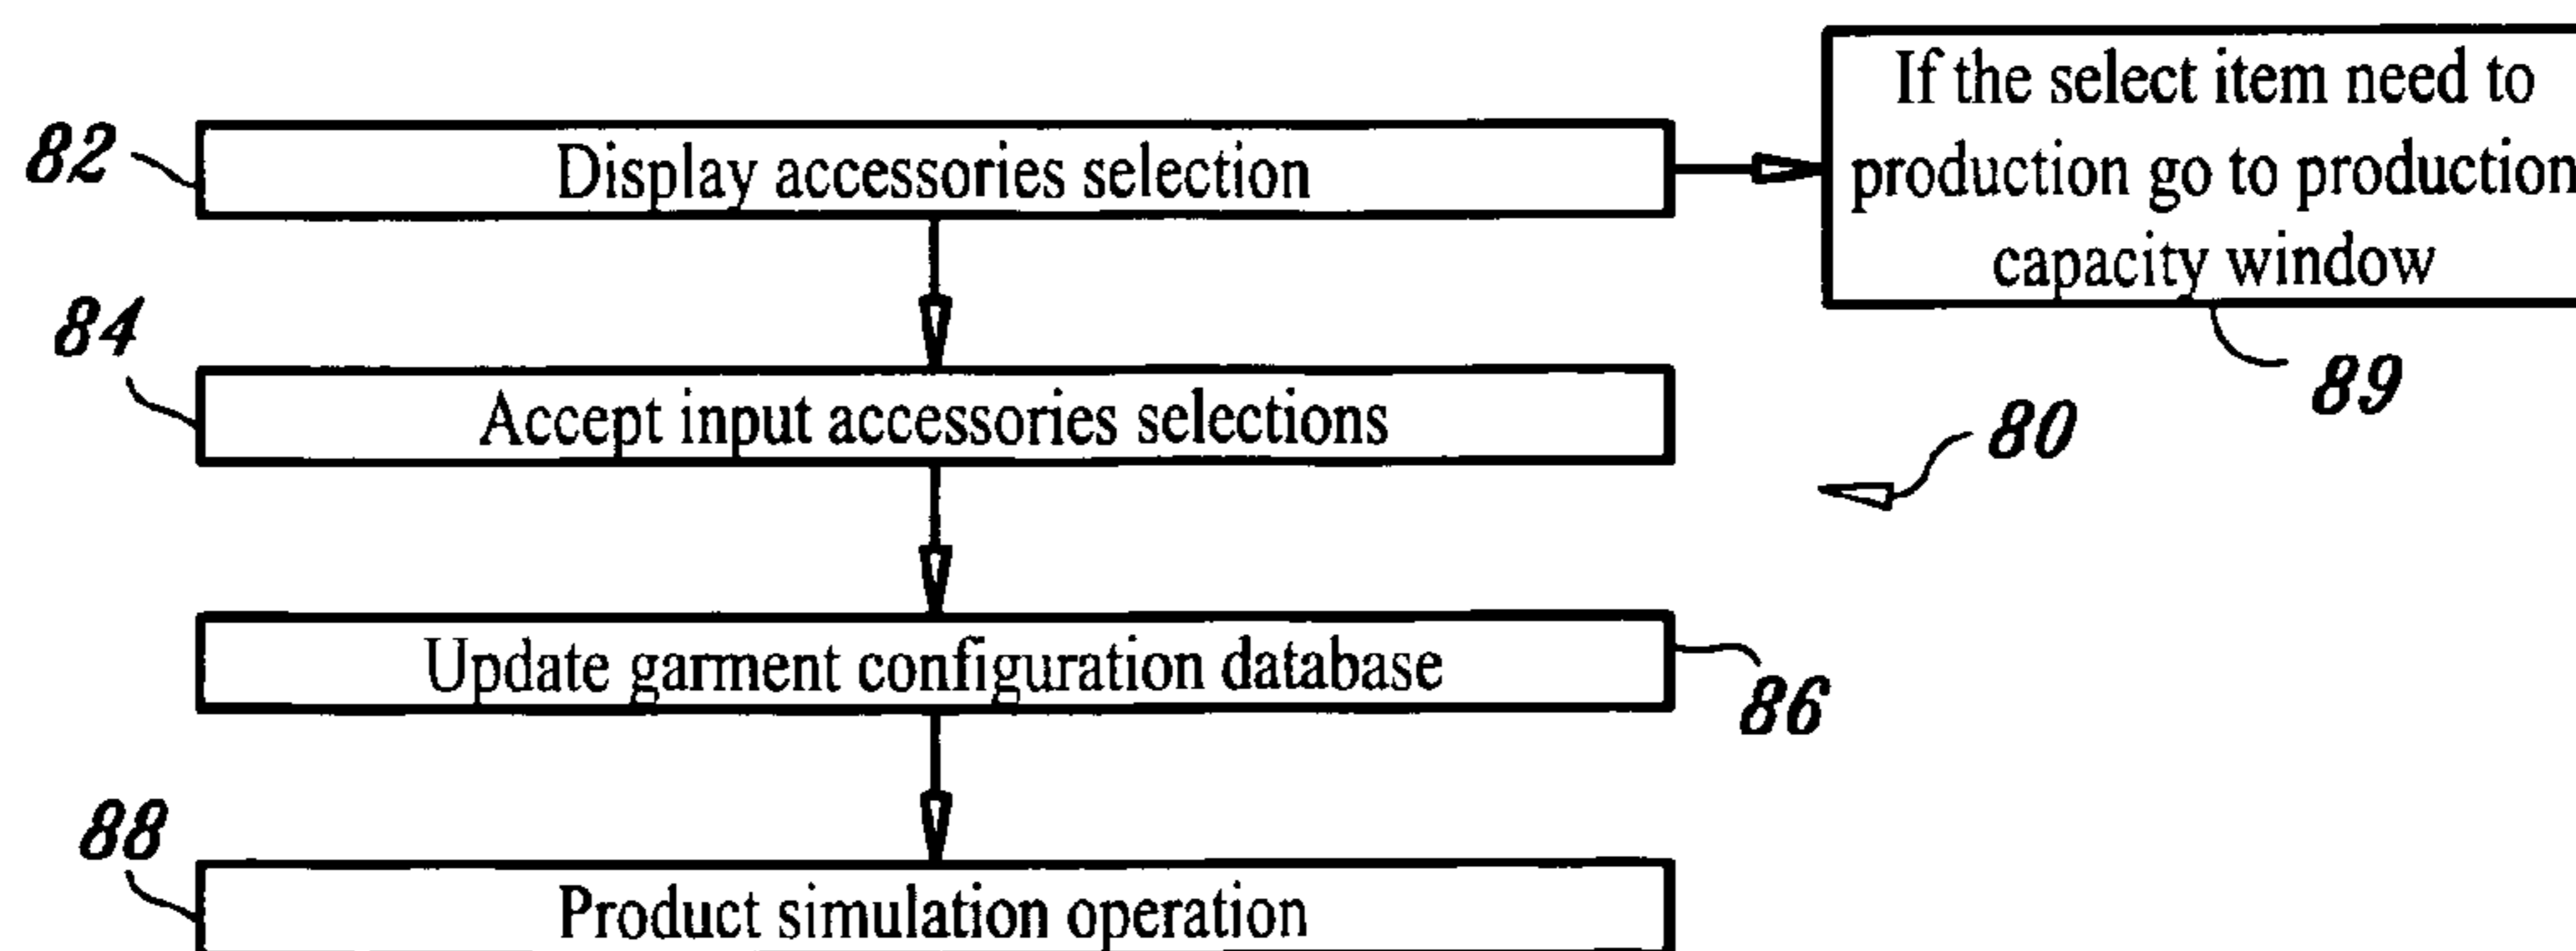 If the select item need to
production go to production
capacity window
82
Display accessories selection
84
89
80
Accept input accessories selections
Update garment configuration database
86
88
Product simulation operation